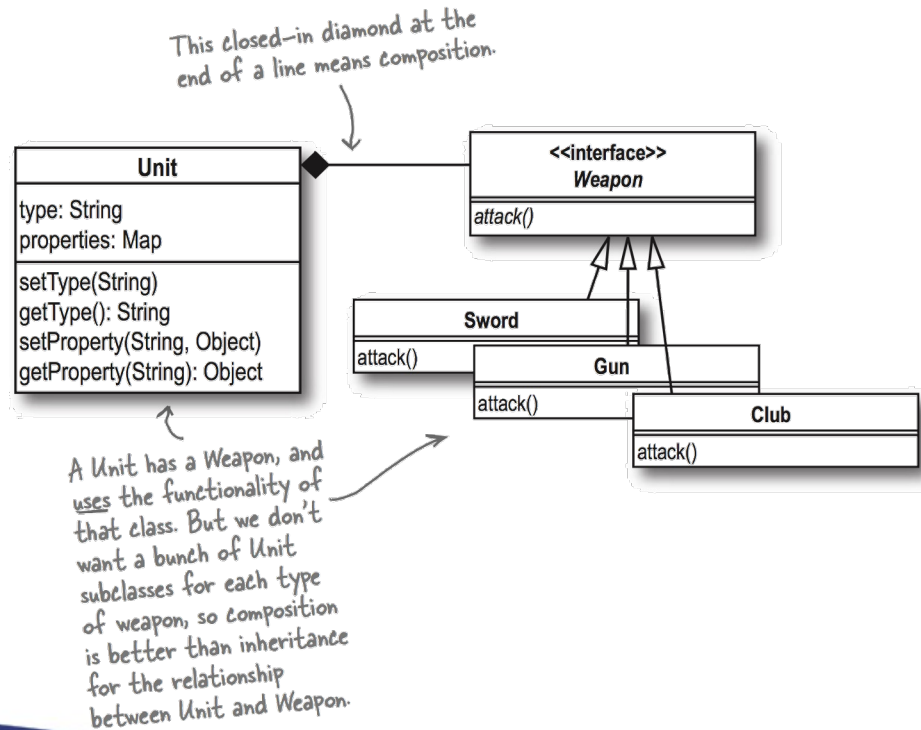 This closed-in diamond at the
end of a line means composition.
Unit
type: String
properties: Map
setType(String)
getType(): String
setProperty(String, Object)
getProperty(String): Object
<<interface>>
Weapon
attack()
Sword
attack()
Gun
attack()
Club
attack()
A Unit has a Weapon, and
uses the functionality of
that class. But we don't
want a bunch of Unit
subclasses for each type
of weapon, so composition
is better than inheritance
for the relationship
between Unit and Weapon.